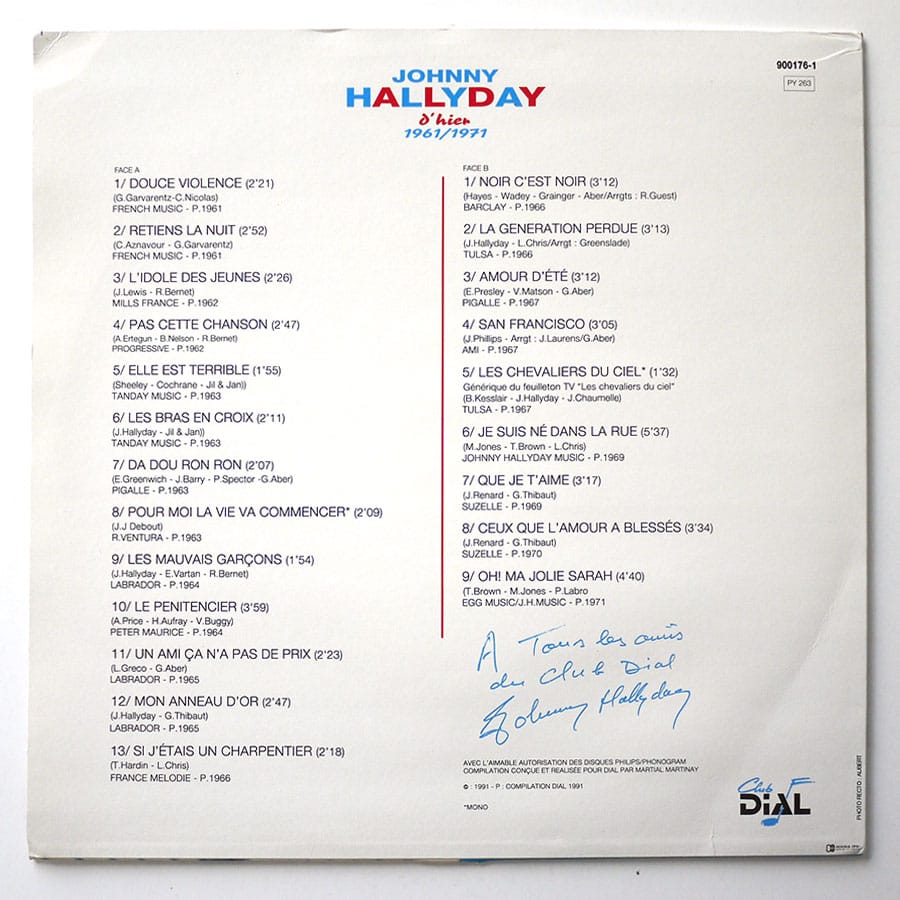 JOHNNY
HALLYDAY
d'hier
1961/1971
900176-1
PY 263
FACE A
1/ DOUCE VIOLENCE (2'21)
(G.Garvarentz-C.Nicolas)
FRENCH MUSIC - P.1961
2/ RETIENS LA NUIT (2'52)
(C.Aznavour - G.Garvarentz)
FRENCH MUSIC - P.1961
3/ L'IDOLE DES JEUNES (2'26)
(J.Lewis - R.Bernet)
MILLS FRANCE - P.1962
4/ PAS CETTE CHANSON (2'47)
(A.Ertegun - B.Nelson - R.Bernet)
PROGRESSIVE - P.1962
5/ ELLE EST TERRIBLE (1'55)
(Sheeley - Cochrane - Jil & Jan))
TANDAY MUSIC - P.1963
6/ LES BRAS EN CROIX (2'11)
(J.Hallyday - Jil & Jan))
TANDAY MUSIC - P.1963
7/ DA DOU RON RON (2'07)
(E.Greenwich - J.Barry - P.Spector -G.Aber)
PIGALLE - P.1963
8/ POUR MOI LA VIE VA COMMENCER* (2'09)
(J.J Debout)
R.VENTURA - P.1963
9/ LES MAUVAIS GARÇONS (1'54)
(J.Hallyday - E.Vartan - R.Bernet)
LABRADOR - P.1964
10/ LE PENITENCIER (3'59)
(A.Price - H.Aufray - V.Buggy)
PETER MAURICE - P.1964
11/ UN AMI ÇA N'A PAS DE PRIX (2'23)
(L.Greco - G.Aber)
LABRADOR - P.1965
12/ MON ANNEAU D'OR (2'47)
(J.Hallyday - G.Thibaut)
LABRADOR - P.1965
13/ SI J'ÉTAIS UN CHARPENTIER (2'18)
(T.Hardin - L.Chris)
FRANCE MELODIE - P.1966
FACE B
1/ NOIR C'EST NOIR (3'12)
(Hayes - Wadey - Grainger - Aber/Arrgts : R.Guest)
BARCLAY - P.1966
2/ LA GENERATION PERDUE (3'13)
(J.Hallyday - L.Chris/Arrgt : Greenslade)
TULSA - P.1966
3/ AMOUR D'ÉTÉ (3'12)
(E.Presley - V.Matson - G.Aber)
PIGALLE - P.1967
4/ SAN FRANCISCO (3'05)
(J.Phillips - Arrgt : J.Laurens/G.Aber)
AMI - P.1967
5/ LES CHEVALIERS DU CIEL* (1'32)
Générique du feuilleton TV "Les chevaliers du ciel"
(B.Kesslair - J.Hallyday - J.Chaumelle)
TULSA - P.1967
6/ JE SUIS NÉ DANS LA RUE (5'37)
(M.Jones - T.Brown - L.Chris)
JOHNNY HALLYDAY MUSIC - P.1969
7/ QUE JE T'AIME (3'17)
(J.Renard - G.Thibaut)
SUZELLE - P.1969
8/ CEUX QUE L'AMOUR A BLESSÉS (3'34)
(J.Renard - G.Thibaut)
SUZELLE - P.1970
9/ OH! MA JOLIE SARAH (4'40)
(T.Brown - M.Jones - P.Labro
EGG MUSIC/J.H.MUSIC - P.1971
A Tous les amis
du Club Dial
Johnny Hallyday
AVEC L'AIMABLE AUTORISATION DES DISQUES PHILIPS/PHONOGRAM
COMPILATION CONÇUE ET REALISÉE POUR DIAL PAR MARTIAL MARTINAY
℗ : 1991 - P : COMPILATION DIAL 1991
*MONO
Club
DiAL
PHOTO RECTO : AUBERT